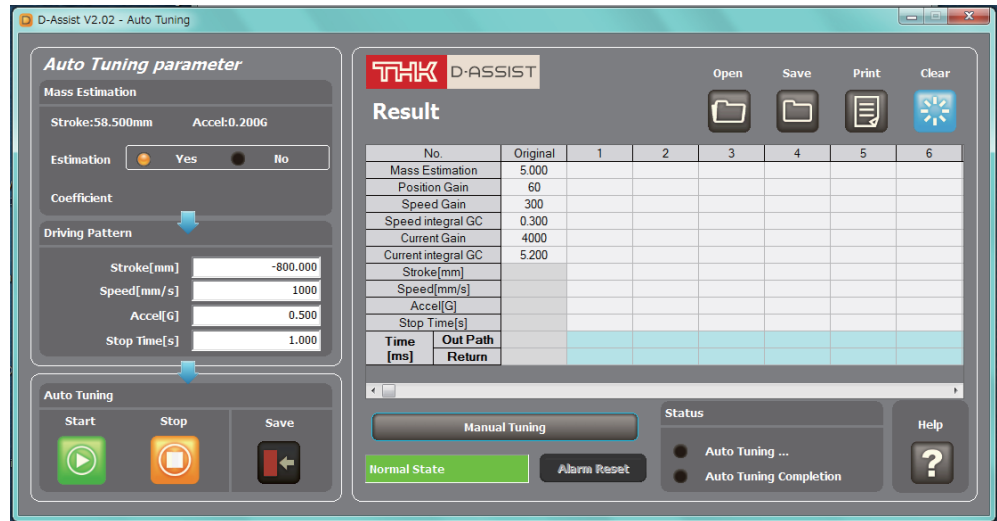 D-Assist V2.02 - Auto Tuning
Auto Tuning parameter
Mass Estimation
Stroke:58.500mm Accel:0.200G
Estimation Yes No
Coefficient
Driving Pattern
Stroke[mm] -800.000
Speed[mm/s] 1000
Accel[G] 0.500
Stop Time[s] 1.000
Auto Tuning
Start Stop Save
THK D-ASSIST
Result
Open Save Print Clear
No. Original 1 2 3 4 5 6
Mass Estimation 5.000
Position Gain 60
Speed Gain 300
Speed integral GC 0.300
Current Gain 4000
Current integral GC 5.200
Stroke[mm]
Speed[mm/s]
Accel[G]
Stop Time[s]
Time Out Path
[ms] Return
Manual Tuning
Normal State Alarm Reset
Status
Auto Tuning ...
Auto Tuning Completion
Help
?